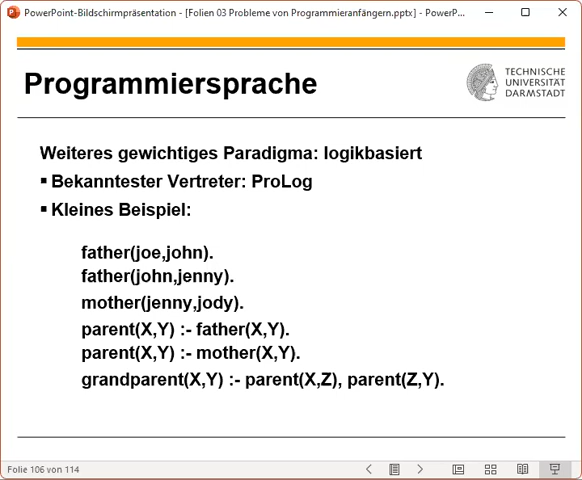 PowerPoint-Bildschirmpräsentation - [Folien 03 Probleme von Programmieranfängern.pptx] - PowerP...
Programmiersprache
TECHNISCHE
UNIVERSITÄT
DARMSTADT
Weiteres gewichtiges Paradigma: logikbasiert
▪ Bekanntester Vertreter: ProLog
▪ Kleines Beispiel:
father(joe,john).
father(john,jenny).
mother(jenny,jody).
parent(X,Y) :- father(X,Y).
parent(X,Y) :- mother(X,Y).
grandparent(X,Y) :- parent(X,Z), parent(Z,Y).
Folie 106 von 114